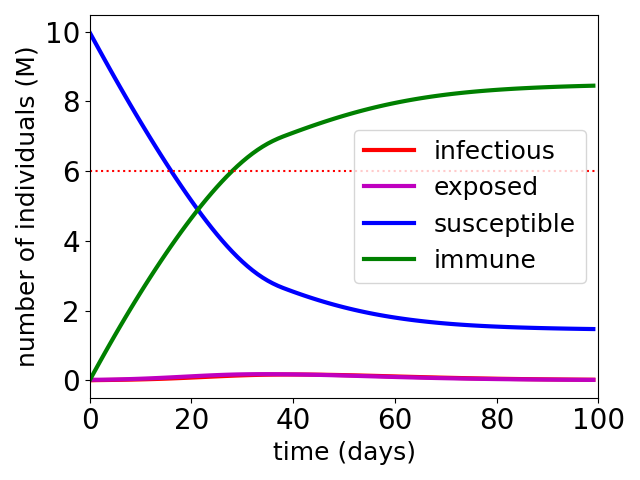 number of individuals (M)
10
8
6
4
2
0
infectious
exposed
susceptible
immune
0 20 40 60 80 100
time (days)